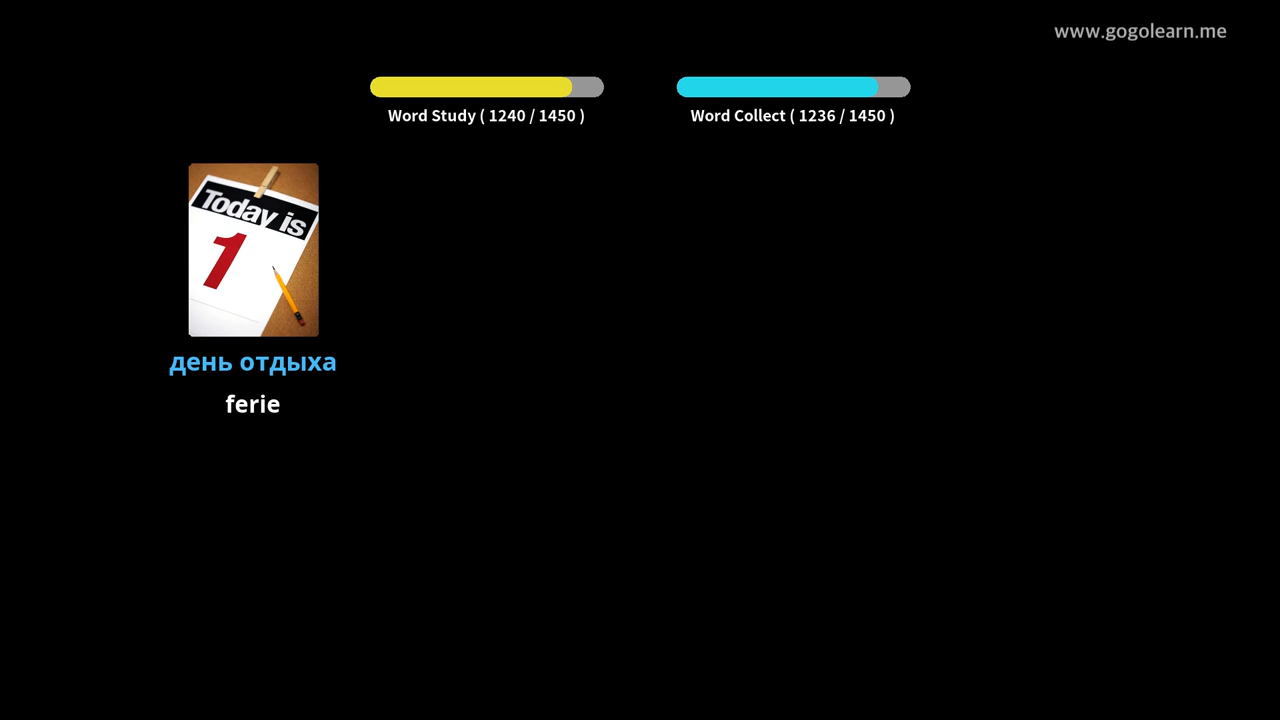 www.gogolearn.me
Word Study ( 1240 / 1450 )
Word Collect ( 1236 / 1450 )
Today is
1
день отдыха
ferie